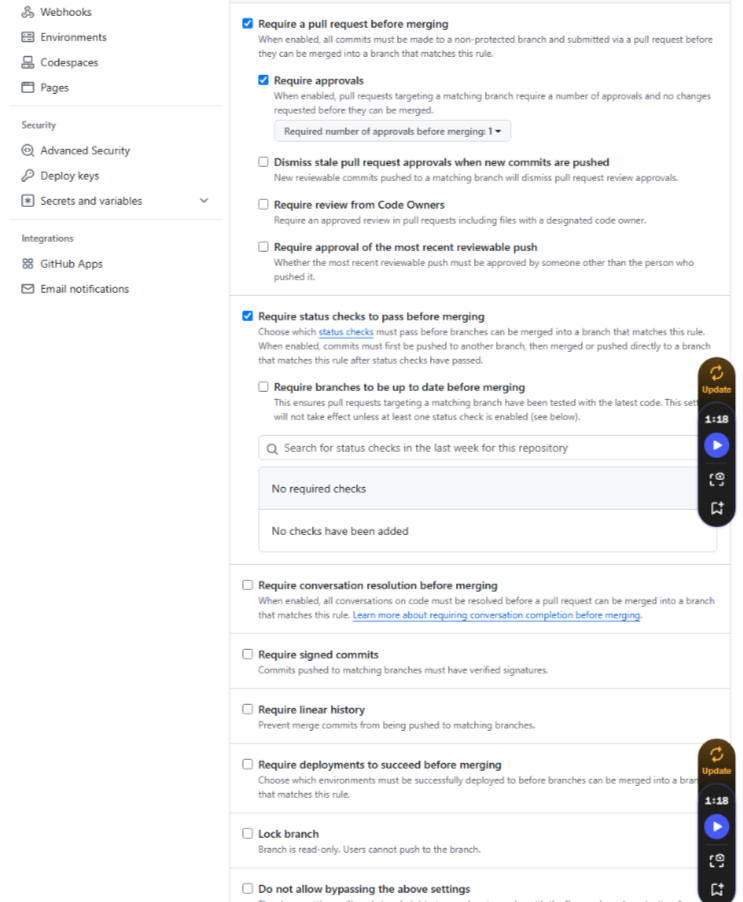 Webhooks
Environments
Codespaces
Pages
Security
Advanced Security
Deploy keys
Secrets and variables
Integrations
GitHub Apps
Email notifications
Require a pull request before merging
When enabled, all commits must be made to a non-protected branch and submitted via a pull request before
they can be merged into a branch that matches this rule.
Require approvals
When enabled, pull requests targeting a matching branch require a number of approvals and no changes
requested before they can be merged.
Required number of approvals before merging: 1
Dismiss stale pull request approvals when new commits are pushed
New reviewable commits pushed to a matching branch will dismiss pull request review approvals.
Require review from Code Owners
Require an approved review in pull requests including files with a designated code owner.
Require approval of the most recent reviewable push
Whether the most recent reviewable push must be approved by someone other than the person who
pushed it.
Require status checks to pass before merging
Choose which status checks must pass before branches can be merged into a branch that matches this rule.
When enabled, commits must first be pushed to another branch, then merged or pushed directly to a branch
that matches this rule after status checks have passed.
Require branches to be up to date before merging
This ensures pull requests targeting a matching branch have been tested with the latest code. This set
will not take effect unless at least one status check is enabled (see below).
Search for status checks in the last week for this repository
No required checks
No checks have been added
Update
1:18
Require conversation resolution before merging
When enabled, all conversations on code must be resolved before a pull request can be merged into a branch
that matches this rule. Learn more about requiring conversation completion before merging.
Require signed commits
Commits pushed to matching branches must have verified signatures.
Require linear history
Prevent merge commits from being pushed to matching branches.
Require deployments to succeed before merging
Choose which environments must be successfully deployed to before branches can be merged into a bran
that matches this rule.
Update
1:18
Lock branch
Branch is read-only. Users cannot push to the branch.
Do not allow bypassing the above settings